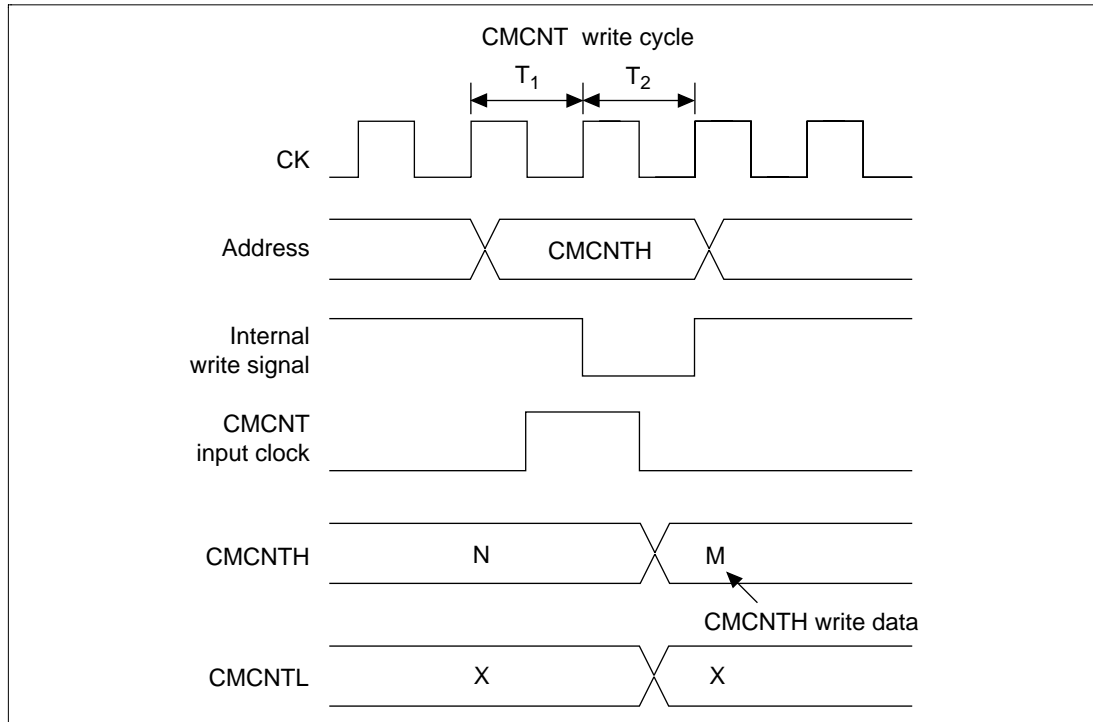 CMCNT write cycle
T1 T2
CK
Address
CMCNTH
Internal
write signal
CMCNT
input clock
CMCNTH
N
M
CMCNTH write data
CMCNTL
X
X